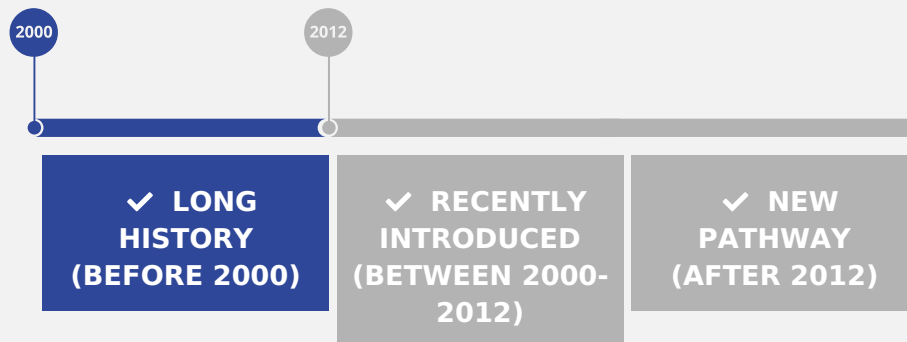 2000
2012
LONG
HISTORY
(BEFORE 2000)
RECENTLY
INTRODUCED
(BETWEEN 2000-
2012)
NEW
PATHWAY
(AFTER 2012)